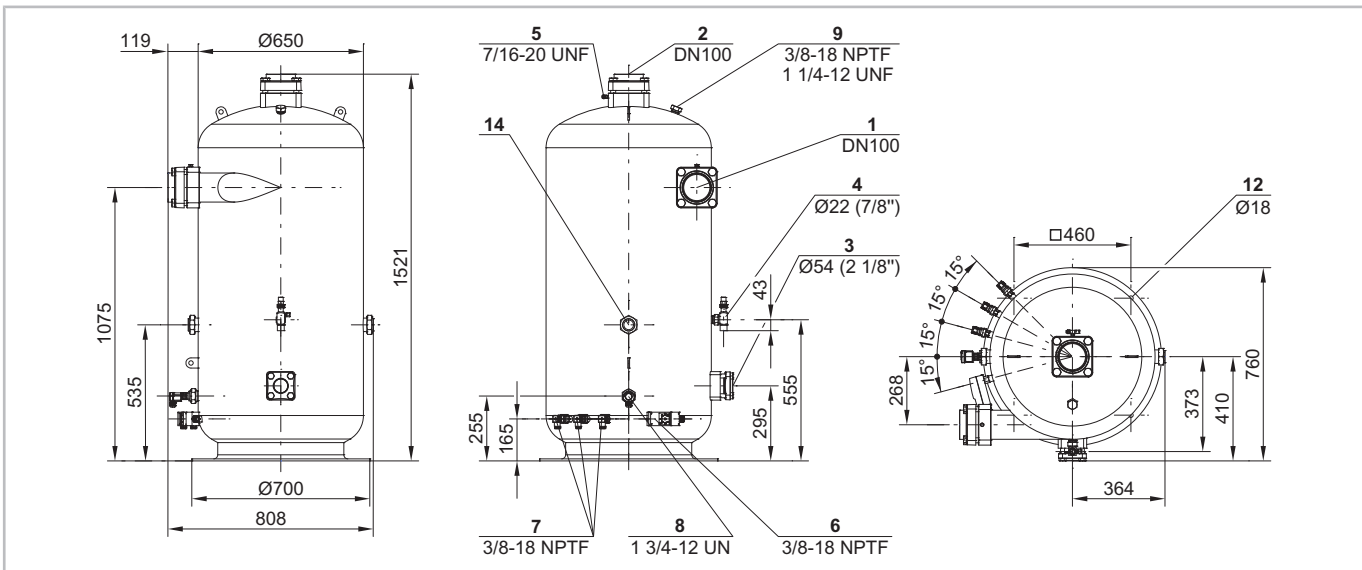 119
Ø650
1075
535
1521
Ø700
808
5
7/16-20 UNF
2
DN100
9
3/8-18 NPTF
1 1/4-12 UNF
14
1
DN100
4
Ø22 (7/8")
3
Ø54 (2 1/8")
43
555
295
255
165
7
3/8-18 NPTF
8
1 3/4-12 UN
6
3/8-18 NPTF
12
Ø18
□460
15°
15°
15°
15°
268
760
373
410
364